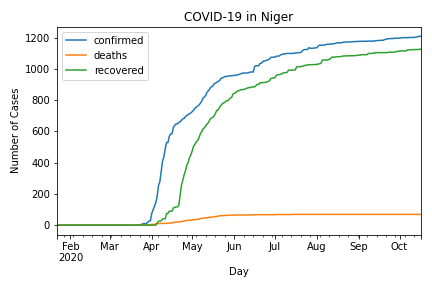 COVID-19 in Niger
confirmed
deaths
recovered
Number of Cases
1200
1000
800
600
400
200
0
Feb Mar Apr May Jun Jul Aug Sep Oct
2020
Day